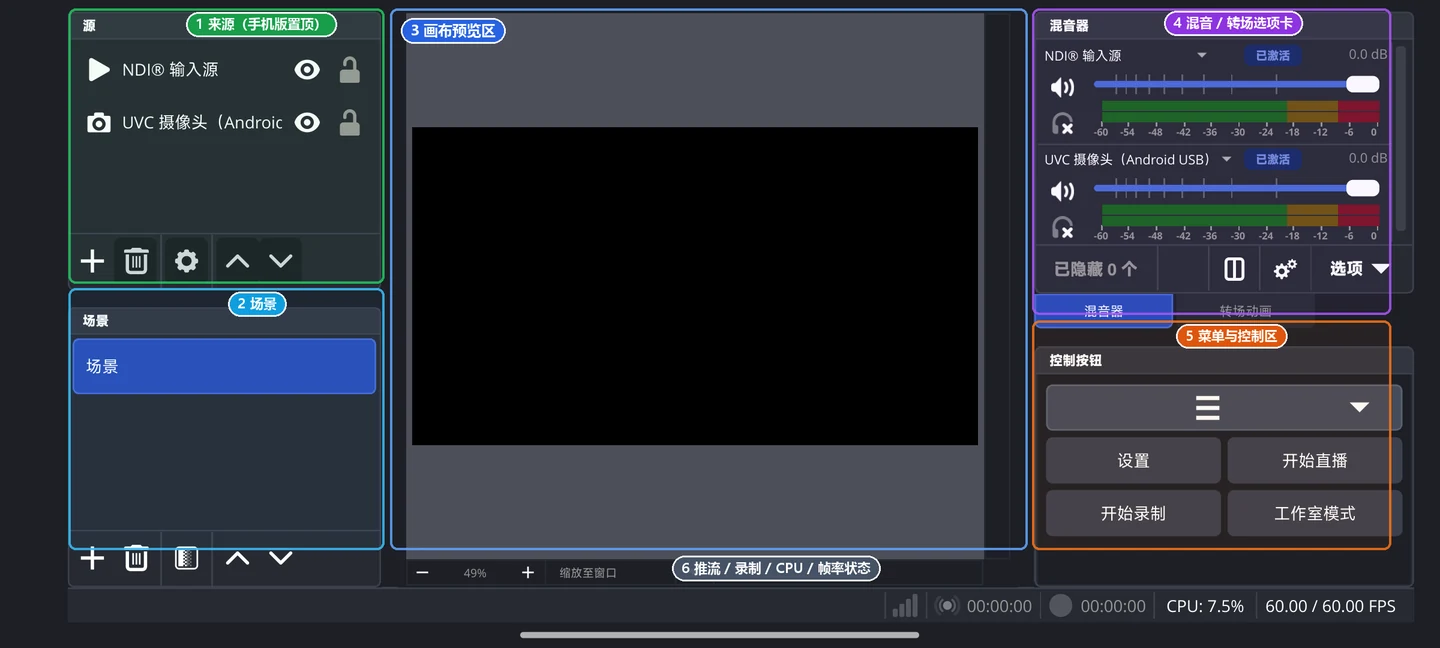 源
1 来源（手机版置顶）
NDI® 输入源
UVC 摄像头（Androic
2 场景
场景
场景
3 画布预览区
49%
缩放至窗口
6 推流 / 录制 / CPU / 帧率状态
混音器
4 混音 / 转场选项卡
NDI® 输入源
已激活
0.0 dB
-60 -54 -48 -42 -36 -30 -24 -18 -12 -6 0
UVC 摄像头（Android USB）
已激活
0.0 dB
-60 -54 -48 -42 -36 -30 -24 -18 -12 -6 0
已隐藏 0 个
选项
混音器
转场动画
5 菜单与控制区
控制按钮
设置
开始直播
开始录制
工作室模式
00:00:00
00:00:00
CPU: 7.5%
60.00 / 60.00 FPS